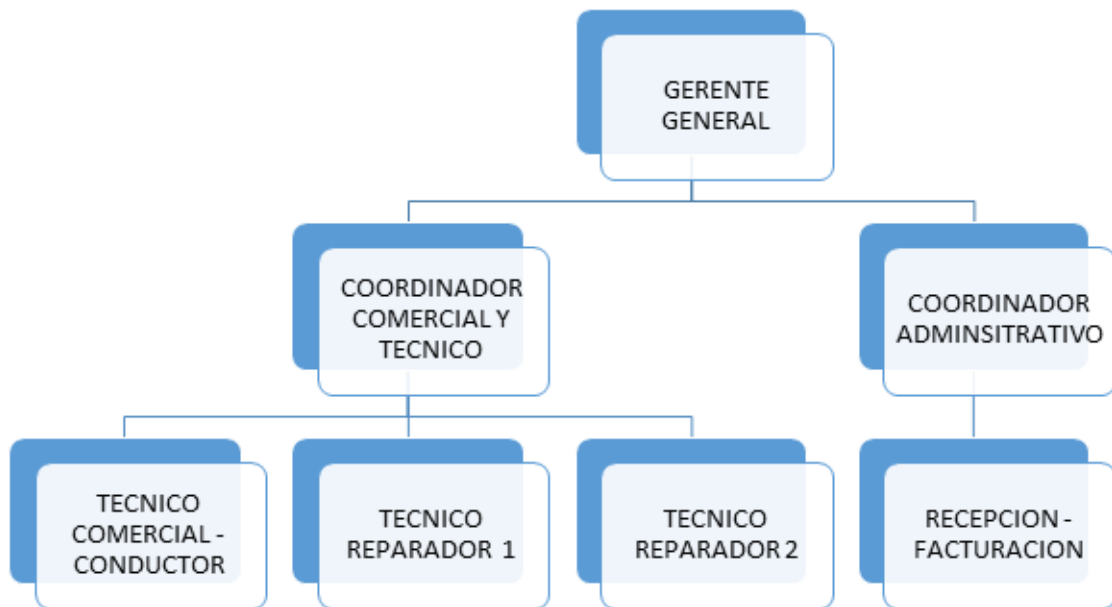 GERENTE
GENERAL
COORDINADOR
COMERCIAL Y
TECNICO
COORDINADOR
ADMINSITRATIVO
TECNICO
COMERCIAL -
CONDUCTOR
TECNICO
REPARADOR 1
TECNICO
REPARADOR 2
RECEPCION -
FACTURACION